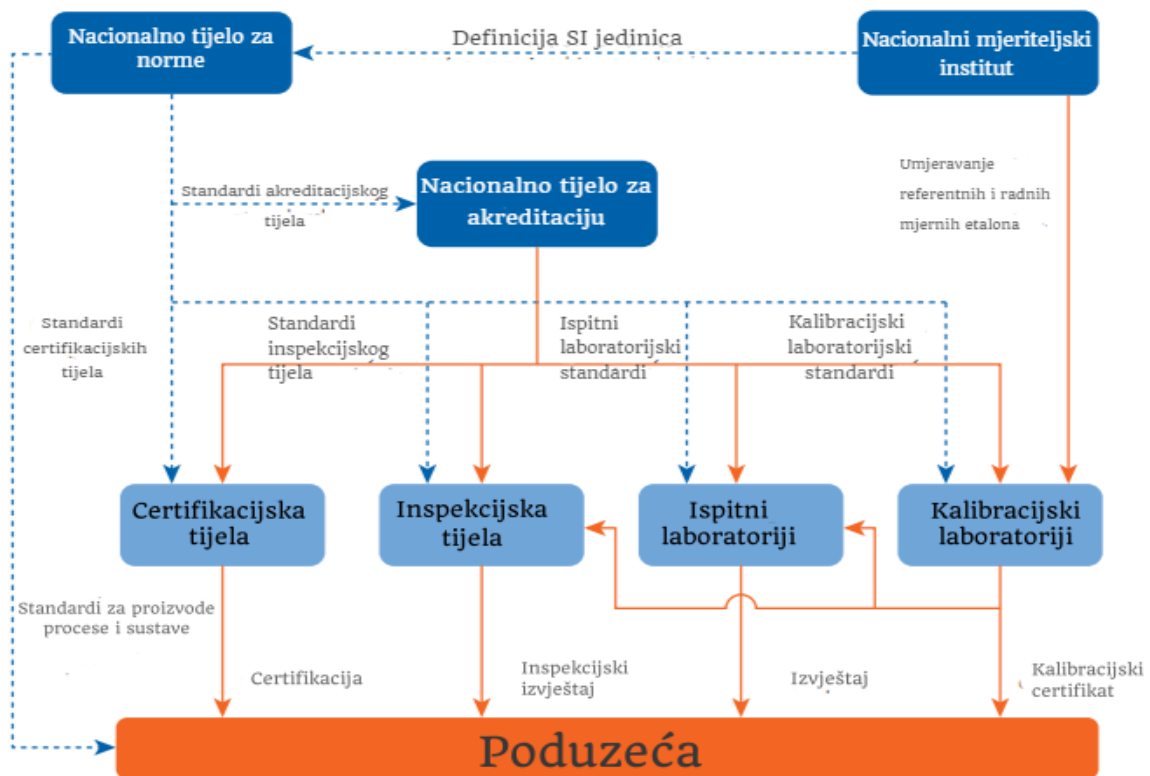 Nacionalno tijelo za
norme
Definicija SI jedinica
Nacionalni mjeriteljski
institut
Standardi akreditacijskog
tijela
Nacionalno tijelo za
akreditaciju
Umjeravanje
referentnih i radnih
mjernih etalona
Standardi
certifikacijskih
tijela
Standardi
inspekcijskog
tijela
Ispitni
laboratorijski
standardi
Kalibracijski
laboratorijski
standardi
Certifikacijska
tijela
Inspekcijska
tijela
Ispitni
laboratoriji
Kalibracijski
laboratoriji
Standardi za proizvode
procese i sustave
Certifikacija
Inspekcijski
izvještaj
Izvještaj
Kalibracijski
certifikat
Poduzeća